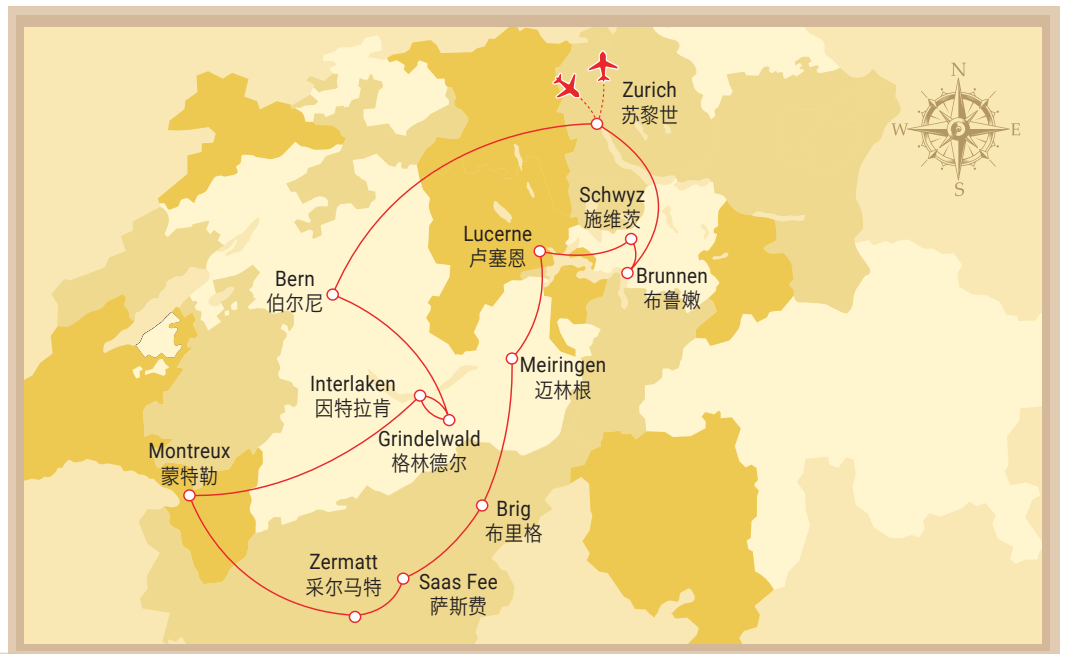 Zurich
苏黎世
N
W
E
S
Schwyz
施维茨
Lucerne
卢塞恩
Brunnen
布鲁嫩
Bern
伯尔尼
Meiringen
迈林根
Interlaken
因特拉肯
Grindelwald
格林德尔
Montreux
蒙特勒
Brig
布里格
Zermatt
采尔马特
Saas Fee
萨斯费